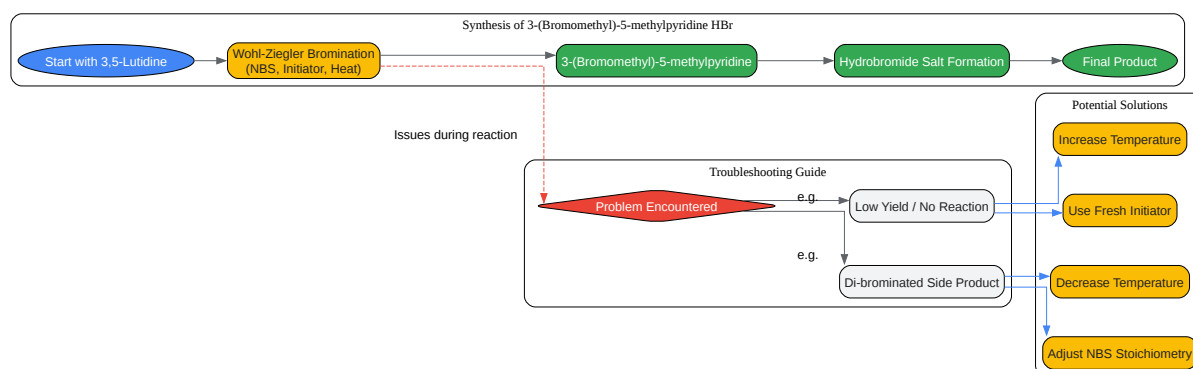 Synthesis of 3-(Bromomethyl)-5-methylpyridine HBr
Start with 3,5-Lutidine
Wohl-Ziegler Bromination
(NBS, Initiator, Heat)
3-(Bromomethyl)-5-methylpyridine
Hydrobromide Salt Formation
Final Product
Issues during reaction
Troubleshooting Guide
Problem Encountered
e.g.
Low Yield / No Reaction
e.g.
Di-brominated Side Product
Potential Solutions
Increase Temperature
Use Fresh Initiator
Decrease Temperature
Adjust NBS Stoichiometry